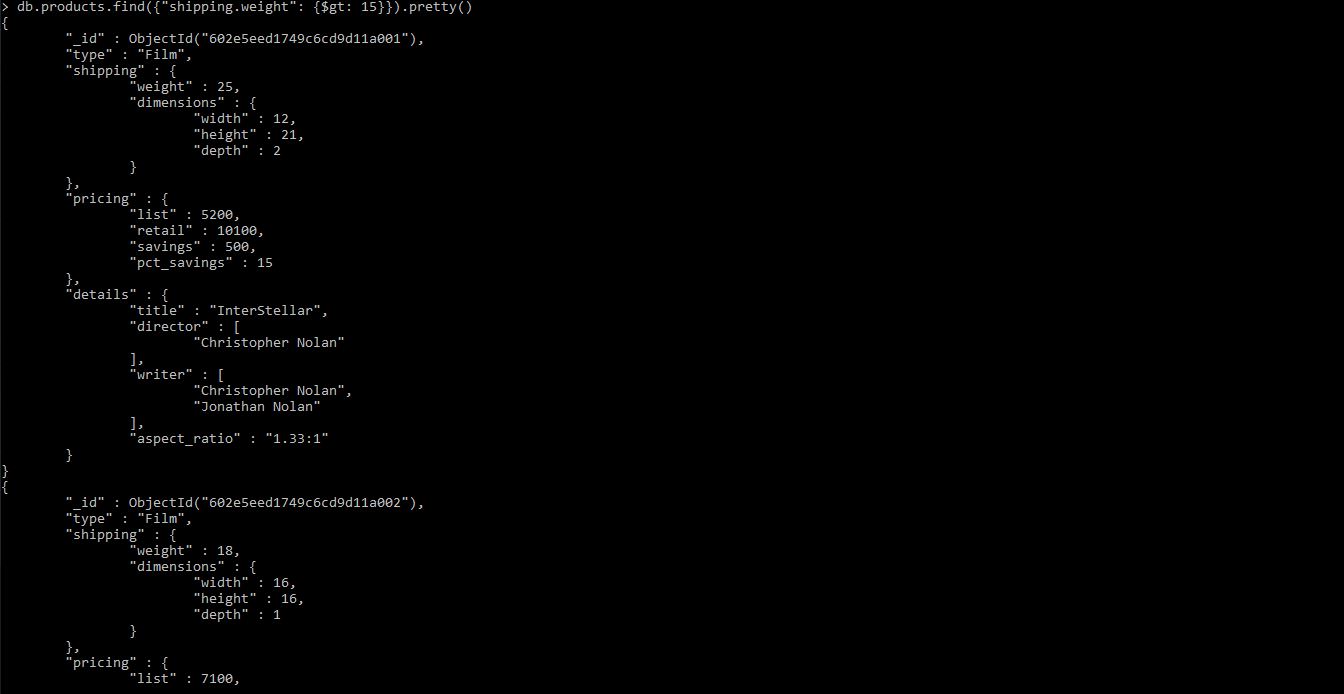 > db.products.find({"shipping.weight": {$gt: 15}}).pretty()
{
        "_id" : ObjectId("602e5eed1749c6cd9d11a001"),
        "type" : "Film",
        "shipping" : {
                "weight" : 25,
                "dimensions" : {
                        "width" : 12,
                        "height" : 21,
                        "depth" : 2
                }
        },
        "pricing" : {
                "list" : 5200,
                "retail" : 10100,
                "savings" : 500,
                "pct_savings" : 15
        },
        "details" : {
                "title" : "InterStellar",
                "director" : [
                        "Christopher Nolan"
                ],
                "writer" : [
                        "Christopher Nolan",
                        "Jonathan Nolan"
                ],
                "aspect_ratio" : "1.33:1"
        }
}
{
        "_id" : ObjectId("602e5eed1749c6cd9d11a002"),
        "type" : "Film",
        "shipping" : {
                "weight" : 18,
                "dimensions" : {
                        "width" : 16,
                        "height" : 16,
                        "depth" : 1
                }
        },
        "pricing" : {
                "list" : 7100,